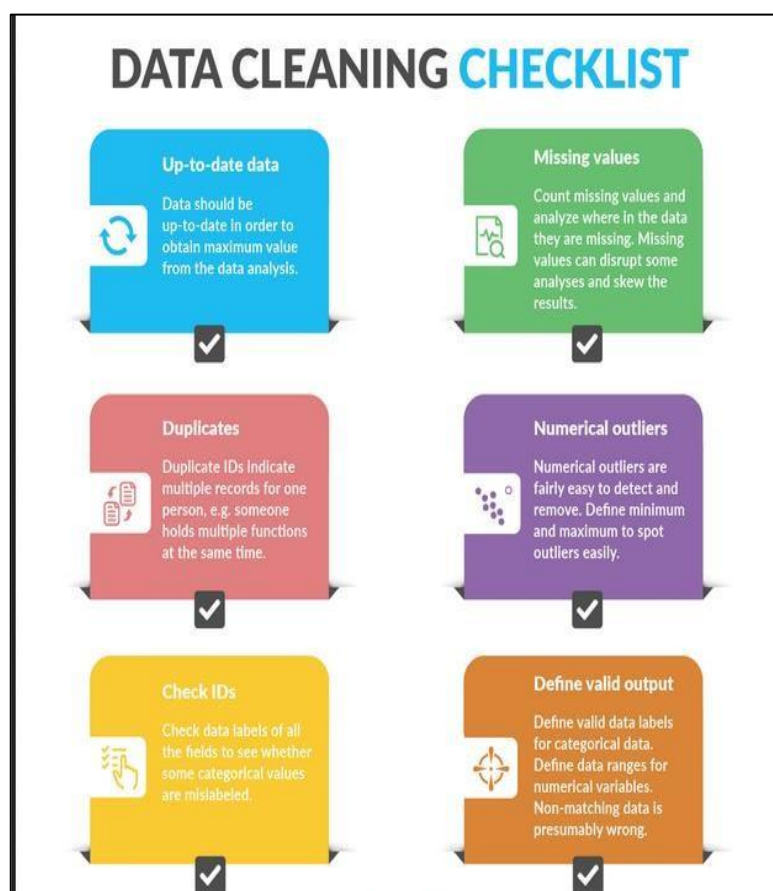 DATA CLEANING CHECKLIST
Up-to-date data
Data should be
up-to-date in order to
obtain maximum value
from the data analysis.
Missing values
Count missing values and
analyze where in the data
they are missing. Missing
values can disrupt some
analyses and skew the
results.
Duplicates
Duplicate IDs indicate
multiple records for one
person, e.g. someone
holds multiple functions
at the same time.
Numerical outliers
Numerical outliers are
fairly easy to detect and
remove. Define minimum
and maximum to spot
outliers easily.
Check IDs
Check data labels of all
the fields to see whether
some categorical values
are mislabeled.
Define valid output
Define valid data labels
for categorical data.
Define data ranges for
numerical variables.
Non-matching data is
presumably wrong.